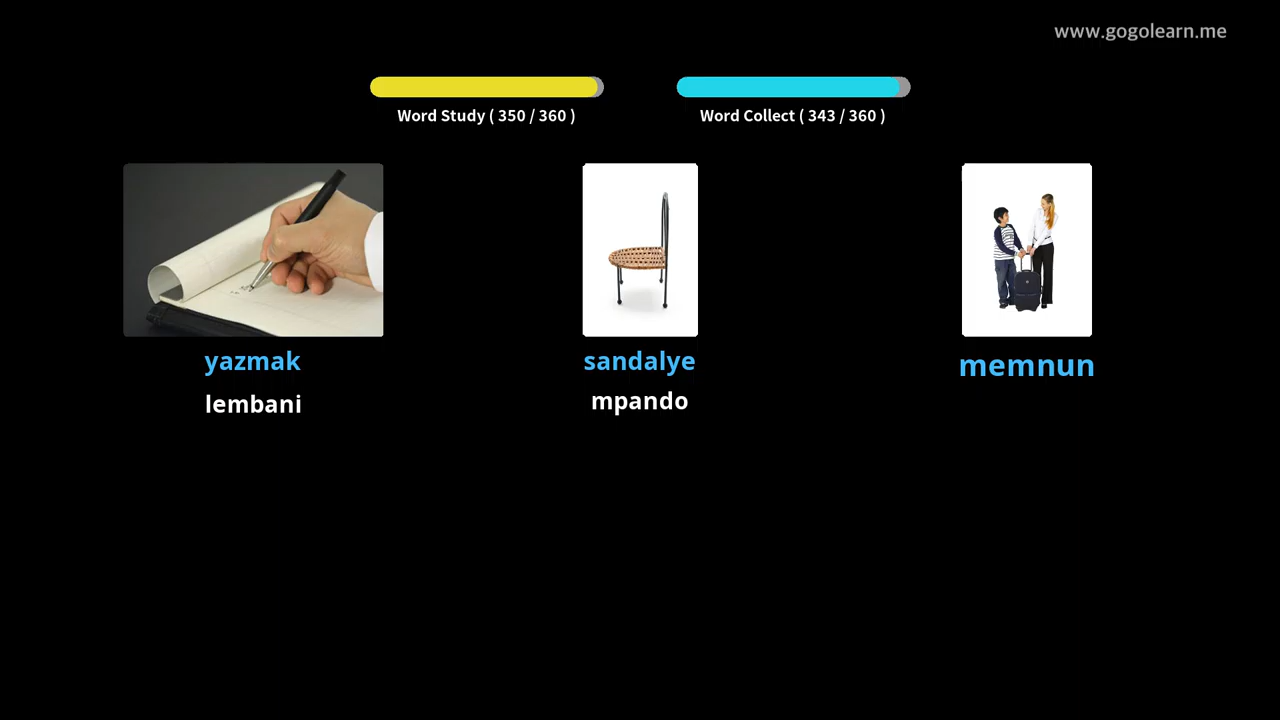 www.gogolearn.me
Word Study ( 350 / 360 )
Word Collect ( 343 / 360 )
yazmak
sandalye
memnun
lembani
mpando